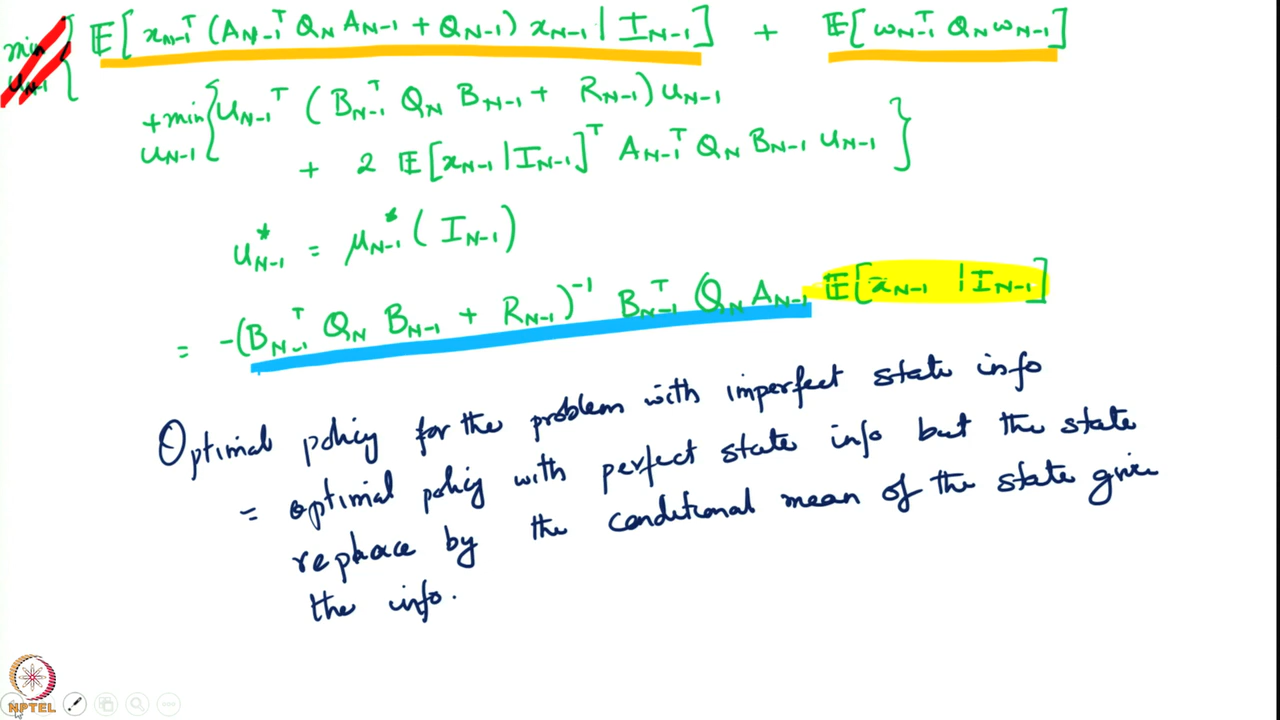 min { E[ x_{N-1}^T (A_{N-1}^T Q_N A_{N-1} + Q_{N-1}) x_{N-1} | I_{N-1} ] + E[ w_{N-1}^T Q_N w_{N-1} ]
u_{N-1}
+ min { u_{N-1}^T ( B_{N-1}^T Q_N B_{N-1} + R_{N-1} ) u_{N-1}
u_{N-1}
+ 2 E[ x_{N-1} | I_{N-1} ]^T A_{N-1}^T Q_N B_{N-1} u_{N-1} }
u*_{N-1} = μ*_{N-1} ( I_{N-1} )
= -( B_{N-1}^T Q_N B_{N-1} + R_{N-1} )^{-1} B_{N-1}^T (Q_N A_{N-1} E[ x_{N-1} | I_{N-1} ]
Optimal policy for the problem with imperfect state info
= optimal policy with perfect state info but the state
rephace by the conditional mean of the state given
the info.
NPTEL